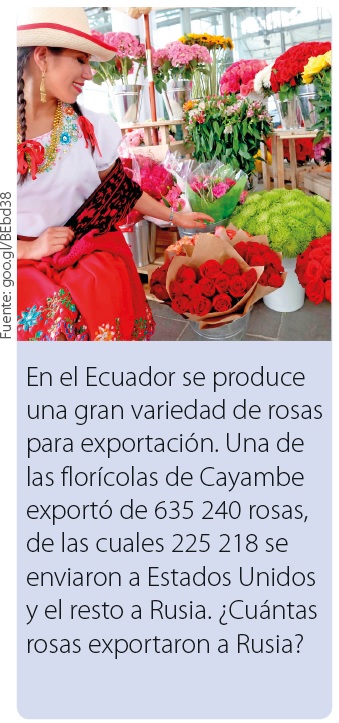 Fuente: goo.gl/BEbd38
En el Ecuador se produce
una gran variedad de rosas
para exportación. Una de
las florícolas de Cayambe
exportó de 635 240 rosas,
de las cuales 225 218 se
enviaron a Estados Unidos
y el resto a Rusia. ¿Cuántas
rosas exportaron a Rusia?